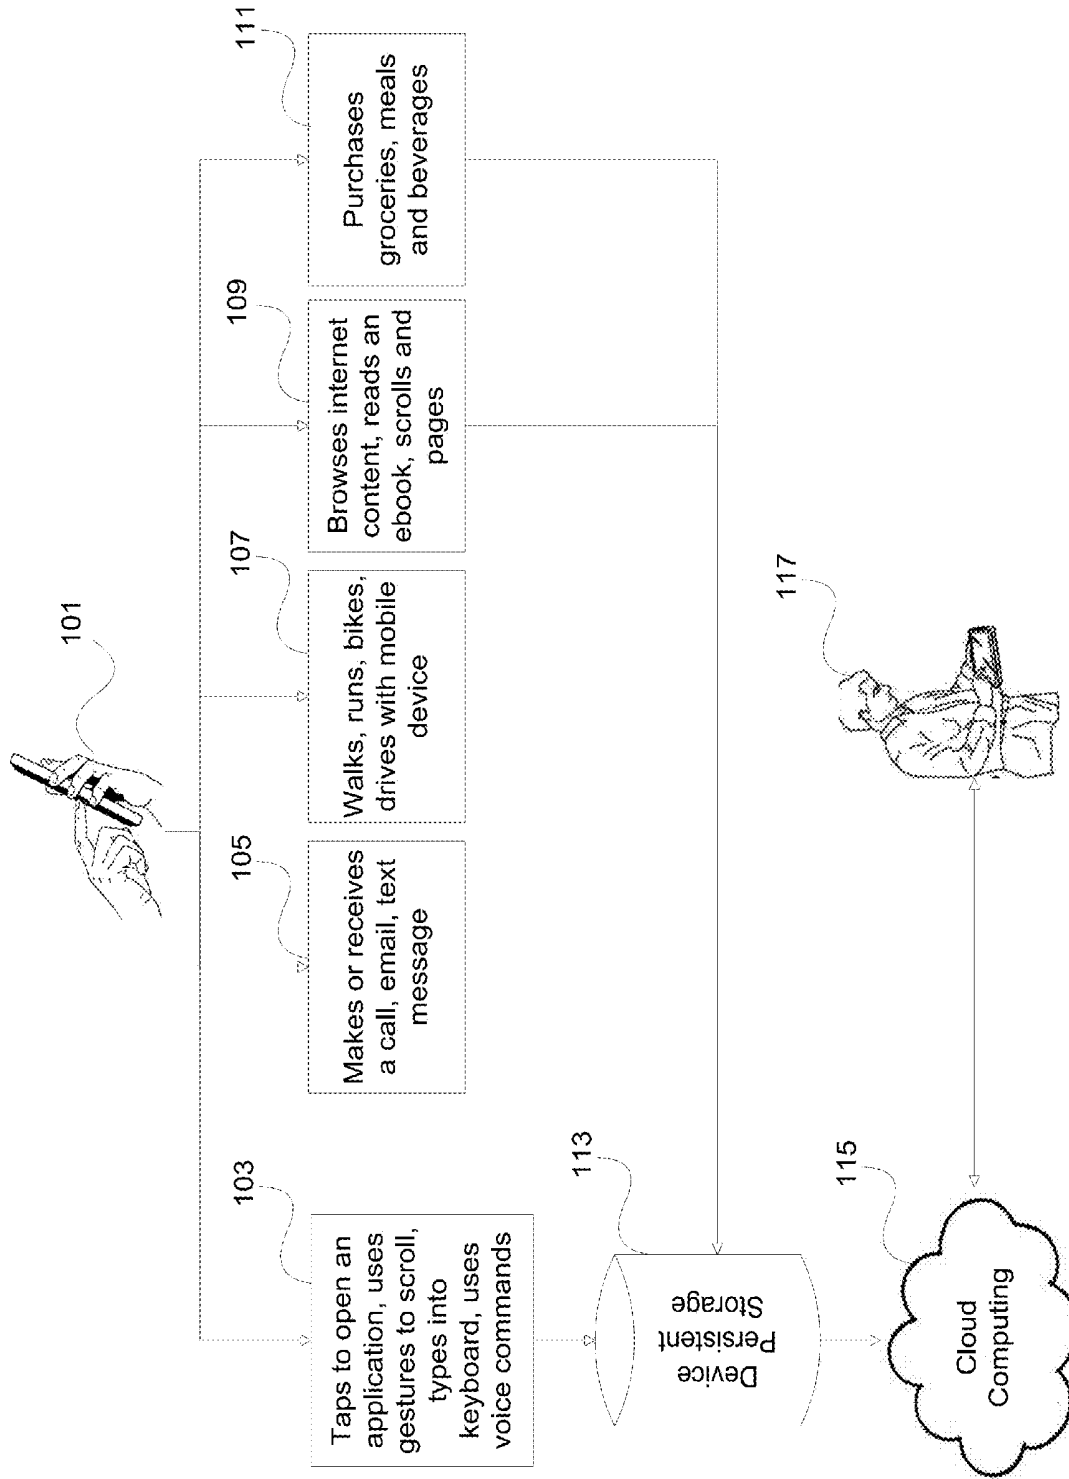 101
103
Taps to open an
application, uses
gestures to scroll,
types into
keyboard, uses
voice commands
105
Makes or receives
a call, email, text
message
107
Walks, runs, bikes,
drives with mobile
device
109
Browses internet
content, reads an
ebook, scrolls and
pages
111
Purchases
groceries, meals
and beverages
113
Device
Persistent
Storage
115
Cloud
Computing
117